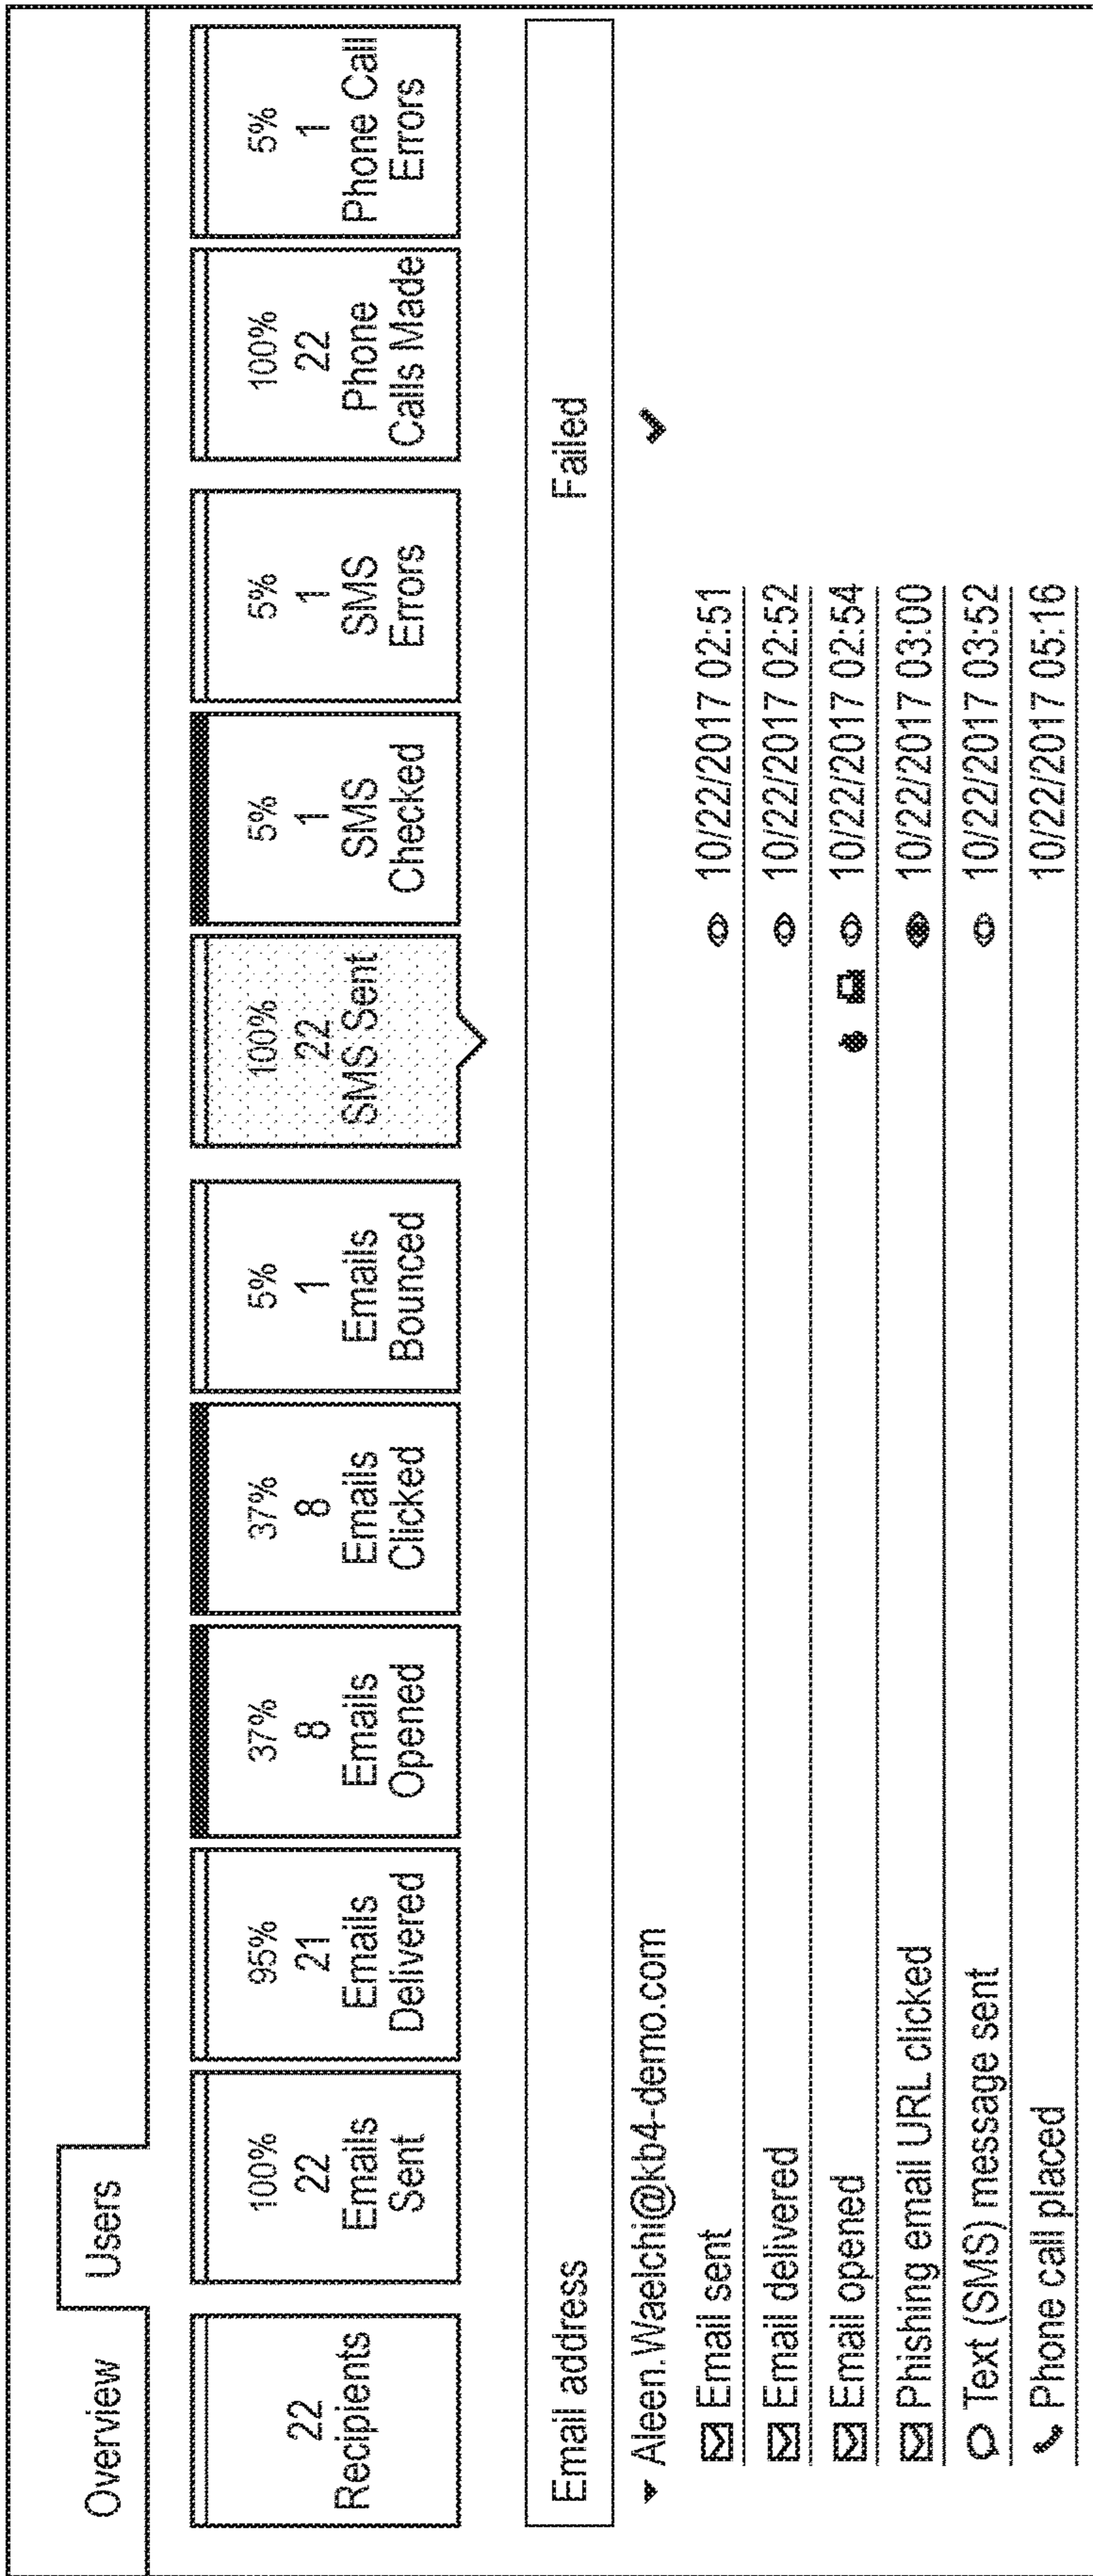 Overview
Users
22
Recipients
100%
22
Emails
Sent
95%
21
Emails
Delivered
37%
8
Emails
Opened
37%
8
Emails
Clicked
5%
1
Emails
Bounced
100%
22
SMS Sent
5%
1
SMS
Checked
5%
1
SMS
Errors
100%
22
Phone
Calls Made
5%
1
Phone Call
Errors
Email address Failed
Aleen.Waelchi@kb4-demo.com
Email sent 10/22/2017 02:51
Email delivered 10/22/2017 02:52
Email opened 10/22/2017 02:54
Phishing email URL clicked 10/22/2017 03:00
Text (SMS) message sent 10/22/2017 03:52
Phone call placed 10/22/2017 05:16